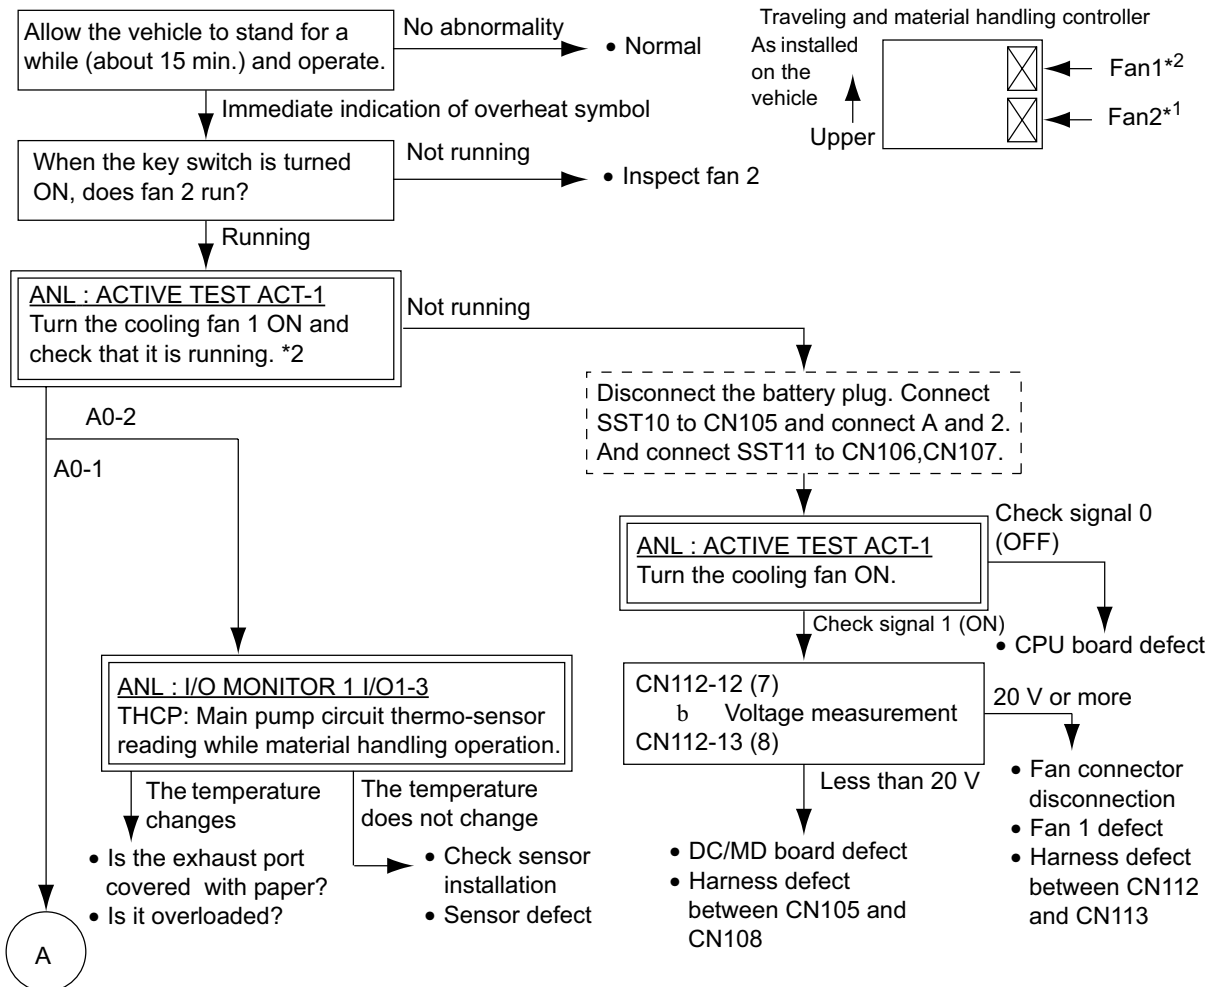 Allow the vehicle to stand for a
while (about 15 min.) and operate.
No abnormality
• Normal
Traveling and material handling controller
As installed
on the
vehicle
Upper
Fan1*2
Fan2*1
Immediate indication of overheat symbol
When the key switch is turned
ON, does fan 2 run?
Not running
• Inspect fan 2
Running
ANL : ACTIVE TEST ACT-1
Turn the cooling fan 1 ON and
check that it is running. *2
Not running
A0-2
A0-1
Disconnect the battery plug. Connect
SST10 to CN105 and connect A and 2.
And connect SST11 to CN106,CN107.
ANL : ACTIVE TEST ACT-1
Turn the cooling fan ON.
Check signal 0
(OFF)
• CPU board defect
Check signal 1 (ON)
ANL : I/O MONITOR 1 I/O1-3
THCP: Main pump circuit thermo-sensor
reading while material handling operation.
CN112-12 (7)
b Voltage measurement
CN112-13 (8)
20 V or more
Less than 20 V
The temperature
changes
The temperature
does not change
• Is the exhaust port
covered with paper?
• Is it overloaded?
• Check sensor
installation
• Sensor defect
• DC/MD board defect
• Harness defect
between CN105 and
CN108
• Fan connector
disconnection
• Fan 1 defect
• Harness defect
between CN112
and CN113
A